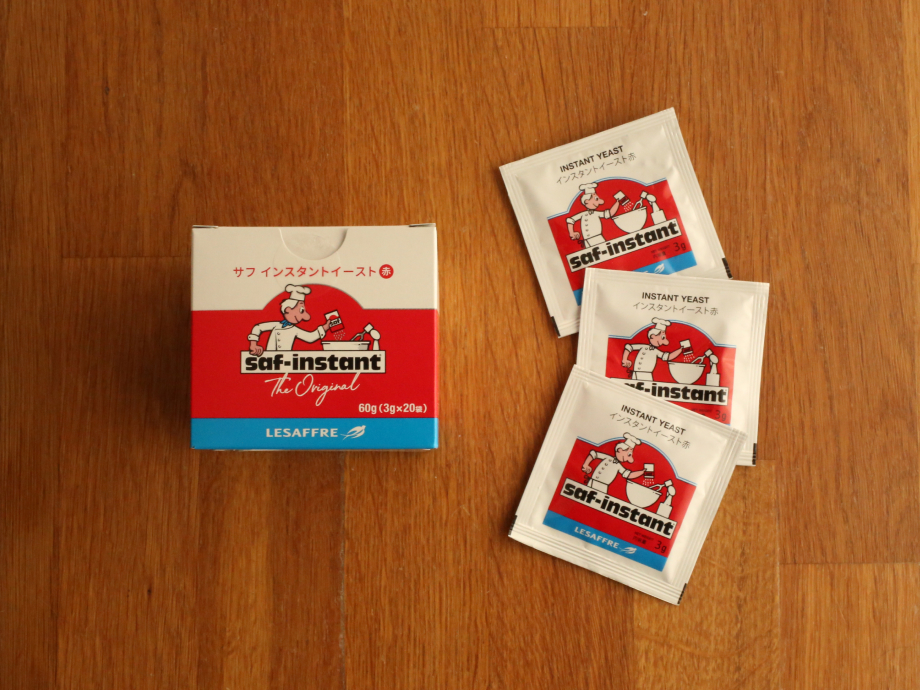 サフ インスタントイースト 赤
saf
saf-instant
The Original
60g (3g×20袋)
LESAFFRE
INSTANT YEAST
インスタントイースト赤
saf-instant
3g
INSTANT YEAST
インスタントイースト赤
saf-instant
3g
INSTANT YEAST
インスタントイースト赤
saf-instant
3g
LESAFFRE